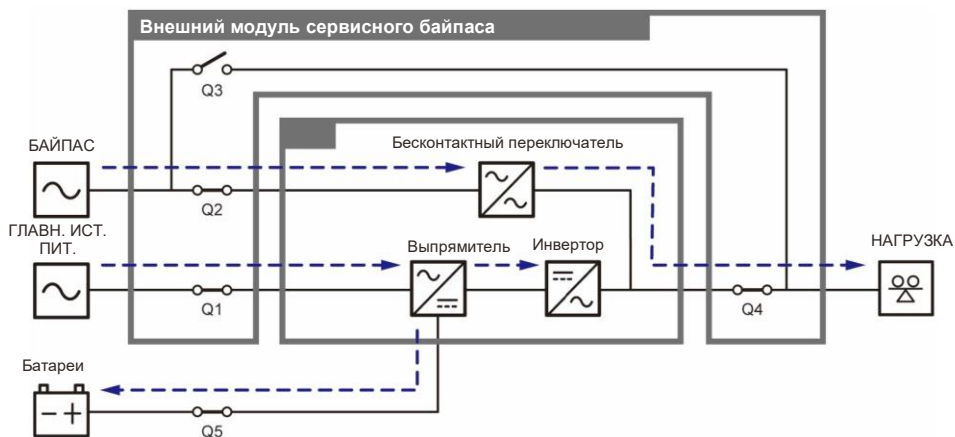 Внешний модуль сервисного байпаса
Q3
БАЙПАС
Бесконтактный переключатель
Q2
ГЛАВН. ИСТ.
ПИТ.
Выпрямитель
Инвертор
НАГРУЗКА
Q1
Q4
Батареи
Q5